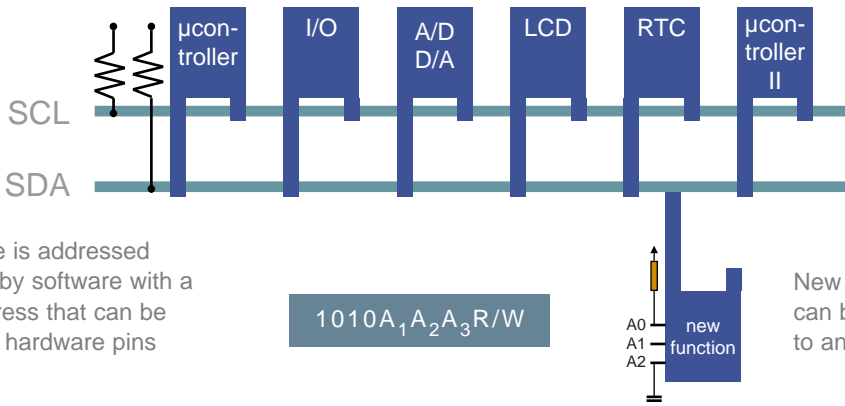 µcon-
troller
I/O
A/D
D/A
LCD
RTC
µcon-
troller
II
SCL
SDA
e is addressed
by software with a
ress that can be
hardware pins
1010A₁A₂A₃R/W
A0
A1
A2
new
function
New
can b
to an